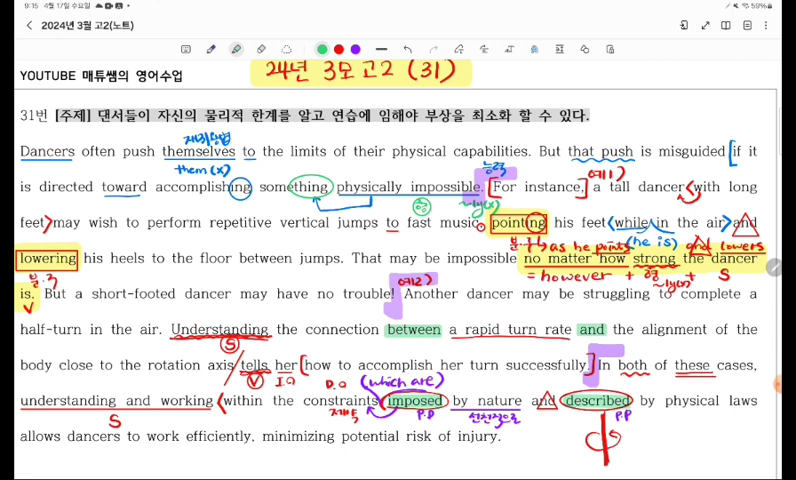 9:15 4월 17일 수요일
59%
2024년 3월 고2(노트)
YOUTUBE 매튜쌤의 영어수업
24년 3모 고2 (31)
31번 [주제] 댄서들이 자신의 물리적 한계를 알고 연습에 임해야 부상을 최소화 할 수 있다.
재귀용법
Dancers often push themselves to the limits of their physical capabilities. But that push is misguided [if it
them(x) 능력
is directed toward accomplishing something physically impossible. [For instance,] a tall dancer <with long
예1)
형 ~ly(x)
feet> may wish to perform repetitive vertical jumps to fast music, pointing his feet <while in the air> and
분.구 as he points (he is) and lowers
lowering his heels to the floor between jumps. That may be impossible no matter how strong the dancer
분.구 = however + 형 ~ly(x) + S
is. But a short-footed dancer may have no trouble! Another dancer may be struggling to complete a
V 예2)
half-turn in the air. Understanding the connection between a rapid turn rate and the alignment of the
S
body close to the rotation axis/tells her [how to accomplish her turn successfully.] In both of these cases,
V I.O D.O (which are)
understanding and working <within the constraints imposed by nature and described by physical laws
S 제약 P.P 선천적으로 P.P
allows dancers to work efficiently, minimizing potential risk of injury.